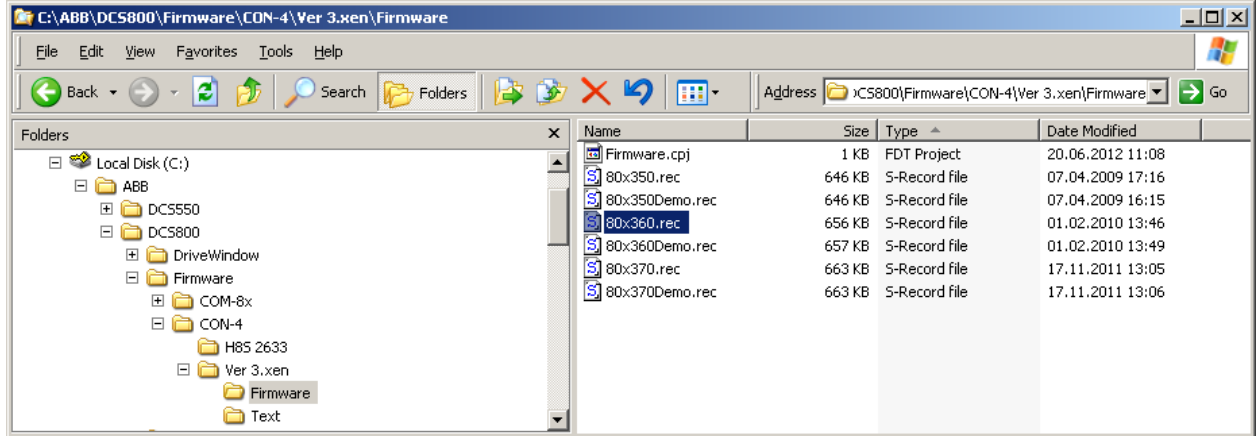 C:\ABB\DCS800\Firmware\CON-4\Ver 3.xen\Firmware
File Edit View Favorites Tools Help
Back Search Folders Address CS800\Firmware\CON-4\Ver 3.xen\Firmware Go
Folders x Name Size Type Date Modified
Local Disk (C:)
ABB
DCS550
DCS800
DriveWindow
Firmware
COM-8x
CON-4
H8S 2633
Ver 3.xen
Firmware
Text
Firmware.cpj 1 KB FDT Project 20.06.2012 11:08
80x350.rec 646 KB S-Record file 07.04.2009 17:16
80x350Demo.rec 646 KB S-Record file 07.04.2009 16:15
80x360.rec 656 KB S-Record file 01.02.2010 13:46
80x360Demo.rec 657 KB S-Record file 01.02.2010 13:49
80x370.rec 663 KB S-Record file 17.11.2011 13:05
80x370Demo.rec 663 KB S-Record file 17.11.2011 13:06